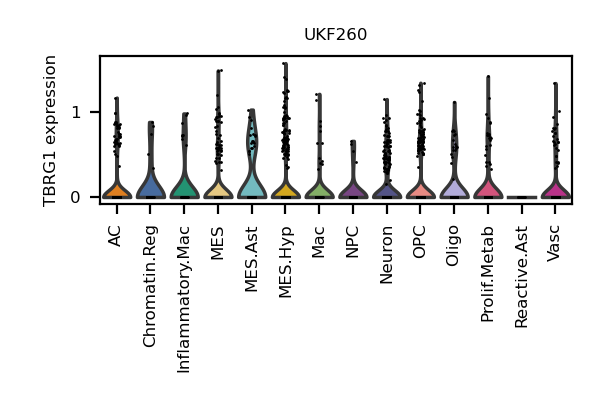 UKF260
TBRG1 expression
1
0
AC
Chromatin.Reg
Inflammatory.Mac
MES
MES.Ast
MES.Hyp
Mac
NPC
Neuron
OPC
Oligo
Prolif.Metab
Reactive.Ast
Vasc